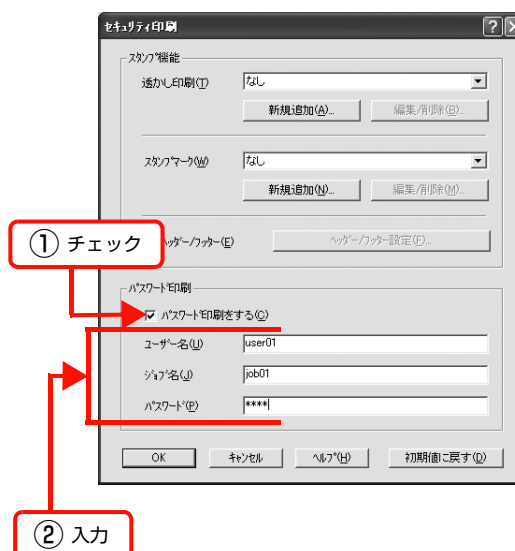 セキュリティ印刷
スタンプ機能
透かし印刷(T) なし
新規追加(A)... 編集/削除(B)...
スタンプマーク(W) なし
新規追加(N)... 編集/削除(M)...
① チェック
ヘッダー/フッター(E) ヘッダー/フッター設定(F)...
パスワード印刷
パスワード印刷をする(C)
ユーザー名(U) user01
ジョブ名(J) job01
パスワード(P) ****
OK キャンセル ヘルプ(H) 初期値に戻す(D)
② 入力